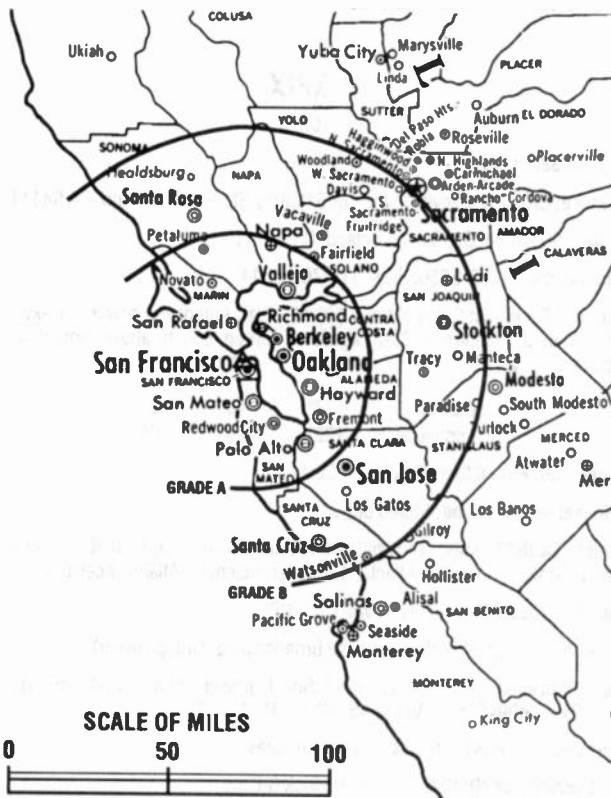 COLUSA
Ukiah
Yuba City
Marysville
Linda
PLACER
SUTTER
Auburn
EL DORADO
YOLO
Del Paso Hts.
Robla
Hagginwood
N. Sacramento
Roseville
SONOMA
Woodland
N. Highlands
Placerville
Healdsburg
NAPA
W. Sacramento
Carmichael
Davis
Arden-Arcade
Rancho Cordova
Santa Rosa
Vacaville
Sacramento
Sacramento
Fruitridge
SACRAMENTO
AMADOR
Petaluma
Napa
Fairfield
SOLANO
CALAVERAS
Novato
MARIN
Vallejo
Lodi
SAN JOAQUIN
San Rafael
Richmond
CONTRA
COSTA
Stockton
Berkeley
San Francisco
Oakland
Tracy
Manteca
SAN FRANCISCO
ALAMEDA
Hayward
Modesto
San Mateo
Paradise
South Modesto
Redwood City
Fremont
Turlock
Palo Alto
SANTA CLARA
STANISLAUS
MERCED
Atwater
SAN
MATEO
San Jose
Mer
GRADE A
Los Gatos
SANTA
CRUZ
Los Banos
Gilroy
Santa Cruz
Watsonville
Hollister
GRADE B
Salinas
Alisal
SAN BENITO
Pacific Grove
Seaside
Monterey
MONTEREY
King City
SCALE OF MILES
0 50 100